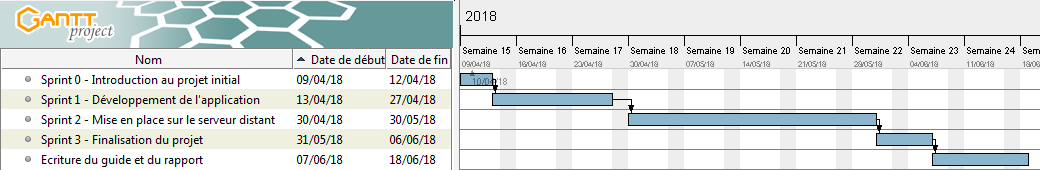 GANTT
project
2018
Semaine 15 Semaine 16 Semaine 17 Semaine 18 Semaine 19 Semaine 20 Semaine 21 Semaine 22 Semaine 23 Semaine 24 Sem
Nom Date de début Date de fin
09/04/18 16/04/18 23/04/18 30/04/18 07/05/18 14/05/18 21/05/18 28/05/18 04/06/18 11/06/18 18/06
Sprint 0 - Introduction au projet initial 09/04/18 12/04/18
10/04/18
Sprint 1 - Développement de l'application 13/04/18 27/04/18
Sprint 2 - Mise en place sur le serveur distant 30/04/18 30/05/18
Sprint 3 - Finalisation du projet 31/05/18 06/06/18
Ecriture du guide et du rapport 07/06/18 18/06/18